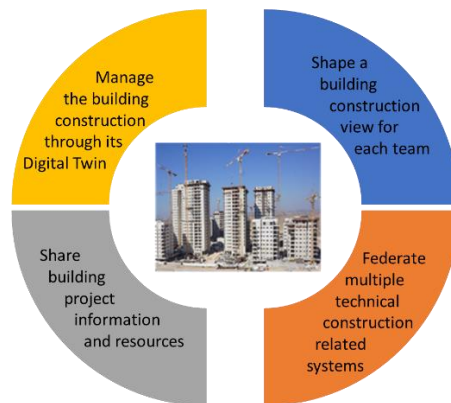 Manage
the building
construction
through its
Digital Twin
Shape a
building
construction
view for
each team
Share
building
project
information
and resources
Federate
multiple
technical
construction
related
systems